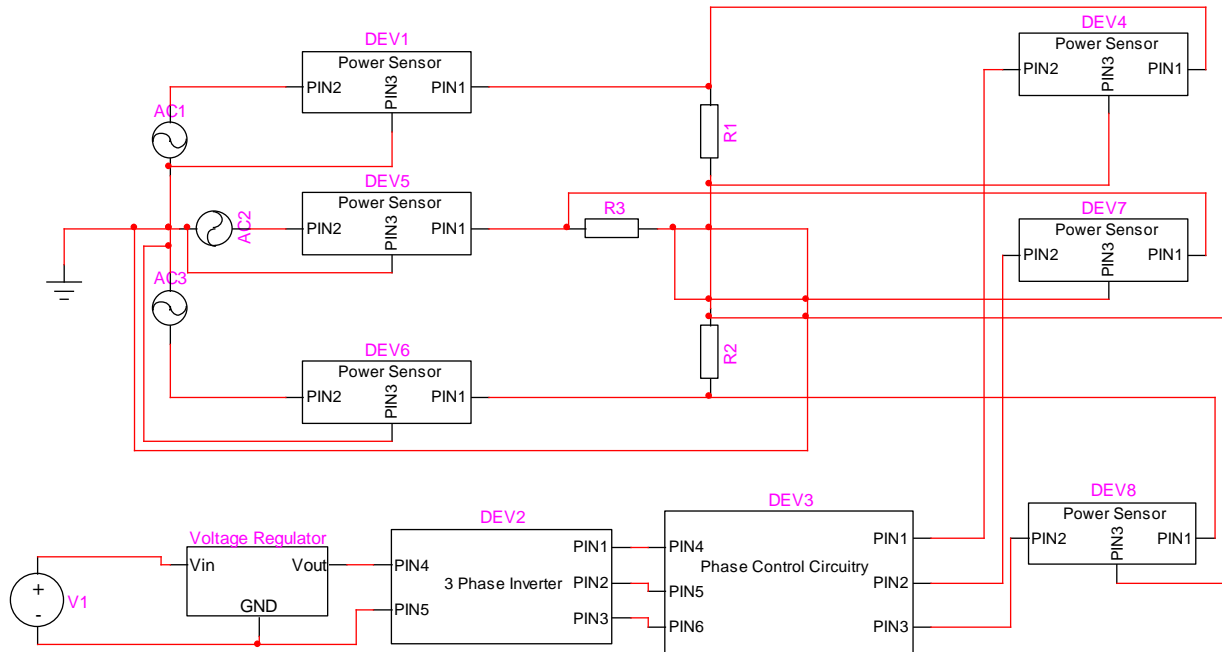 DEV1
Power Sensor
PIN2
PIN3
PIN1
DEV4
Power Sensor
PIN2
PIN3
PIN1
AC1
R1
DEV5
Power Sensor
PIN2
PIN3
PIN1
AC2
R3
DEV7
Power Sensor
PIN2
PIN3
PIN1
AC3
DEV6
Power Sensor
PIN2
PIN3
PIN1
R2
DEV3
DEV8
Power Sensor
PIN2
PIN3
PIN1
DEV2
Voltage Regulator
Vin
Vout
GND
V1
+
-
PIN4
PIN5
3 Phase Inverter
PIN1
PIN2
PIN3
PIN4
PIN5
PIN6
Phase Control Circuitry
PIN1
PIN2
PIN3